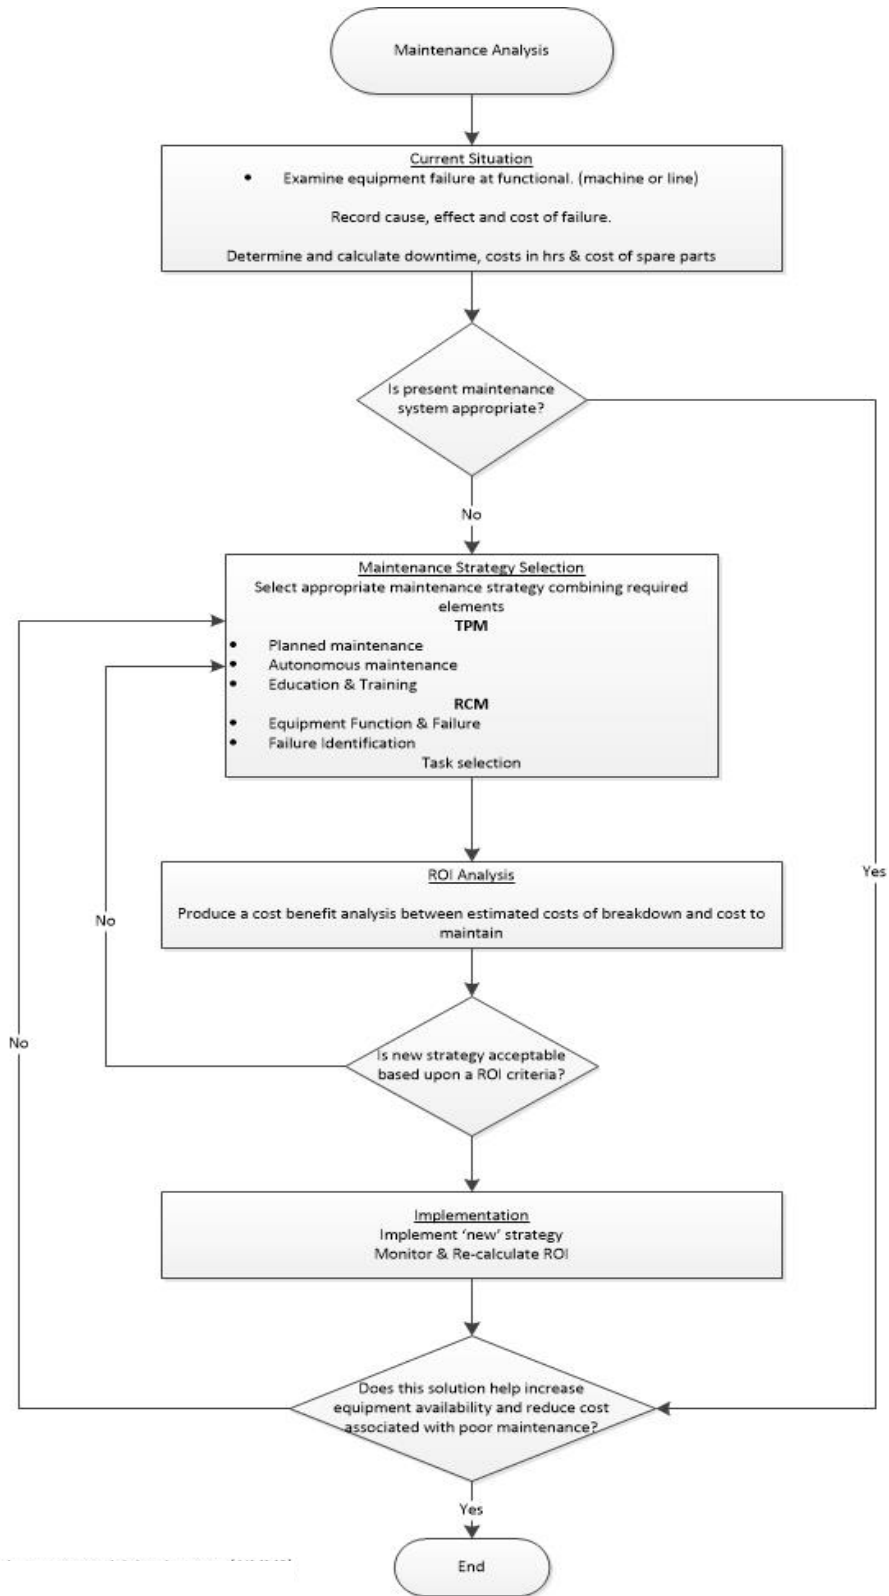 Maintenance Analysis
Current Situation
• Examine equipment failure at functional. (machine or line)
Record cause, effect and cost of failure.
Determine and calculate downtime, costs in hrs & cost of spare parts
Is present maintenance
system appropriate?
No
Maintenance Strategy Selection
Select appropriate maintenance strategy combining required
elements
TPM
• Planned maintenance
• Autonomous maintenance
• Education & Training
RCM
• Equipment Function & Failure
• Failure Identification
Task selection
ROI Analysis
Yes
Produce a cost benefit analysis between estimated costs of breakdown and cost to
maintain
No
No
Is new strategy acceptable
based upon a ROI criteria?
Implementation
Implement ‘new’ strategy
Monitor & Re-calculate ROI
Does this solution help increase
equipment availability and reduce cost
associated with poor maintenance?
Yes
End